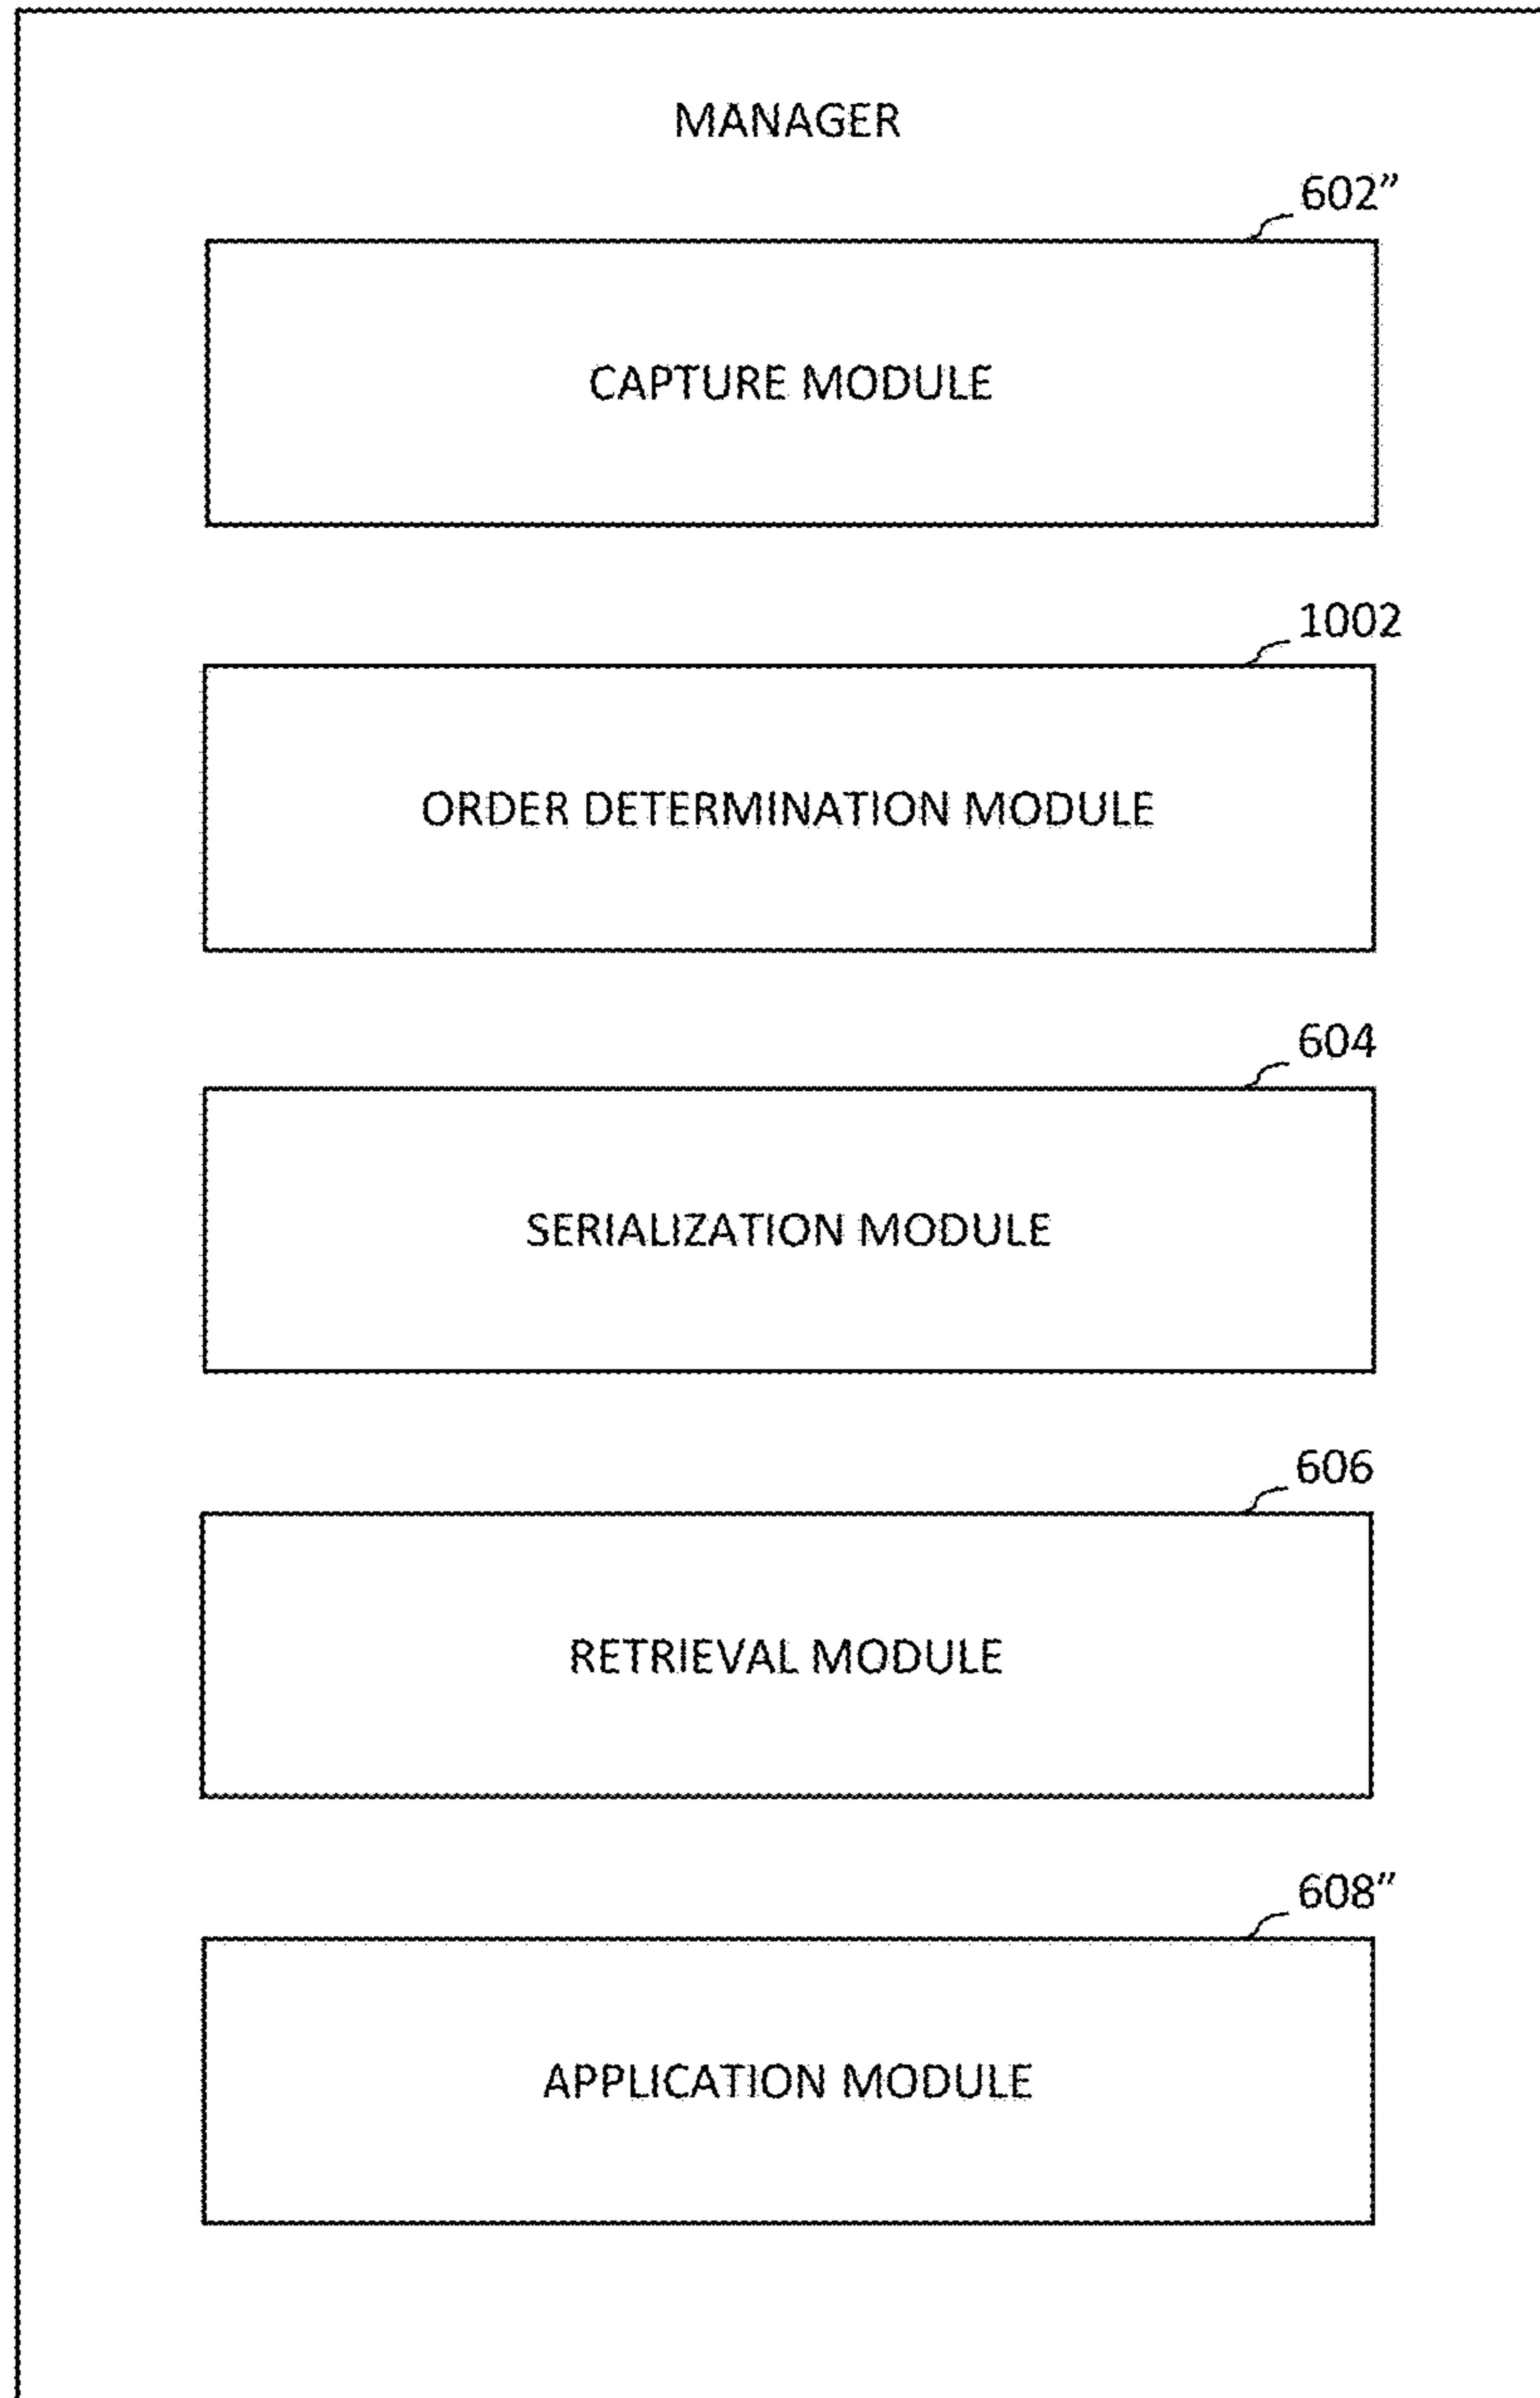 MANAGER
602”
CAPTURE MODULE
1002
ORDER DETERMINATION MODULE
604
SERIALIZATION MODULE
606
RETRIEVAL MODULE
608”
APPLICATION MODULE